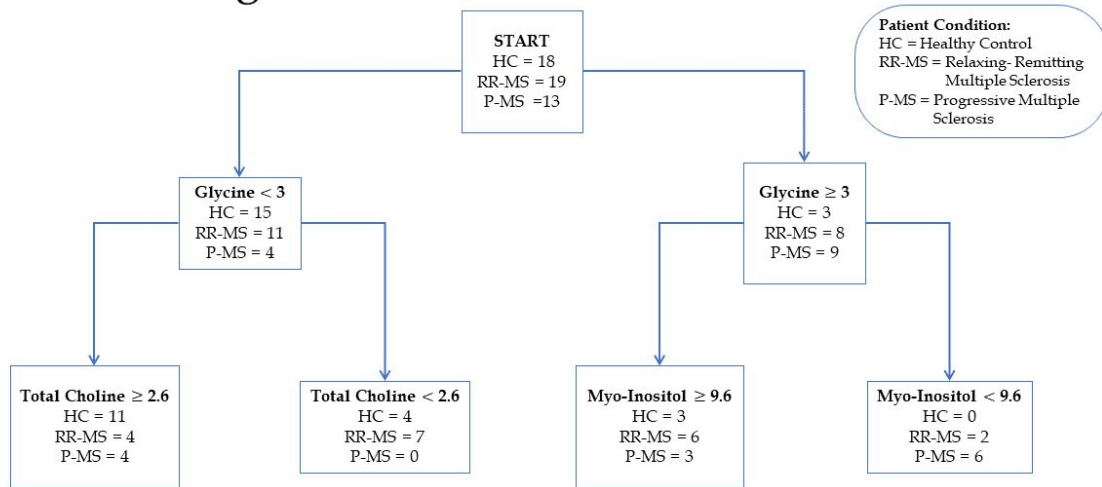 START
HC = 18
RR-MS = 19
P-MS =13
Patient Condition:
HC = Healthy Control
RR-MS = Relaxing- Remitting
Multiple Sclerosis
P-MS = Progressive Multiple
Sclerosis
Glycine < 3
HC = 15
RR-MS = 11
P-MS = 4
Glycine ≥ 3
HC = 3
RR-MS = 8
P-MS = 9
Total Choline ≥ 2.6
HC = 11
RR-MS = 4
P-MS = 4
Total Choline < 2.6
HC = 4
RR-MS = 7
P-MS = 0
Myo-Inositol ≥ 9.6
HC = 3
RR-MS = 6
P-MS = 3
Myo-Inositol < 9.6
HC = 0
RR-MS = 2
P-MS = 6